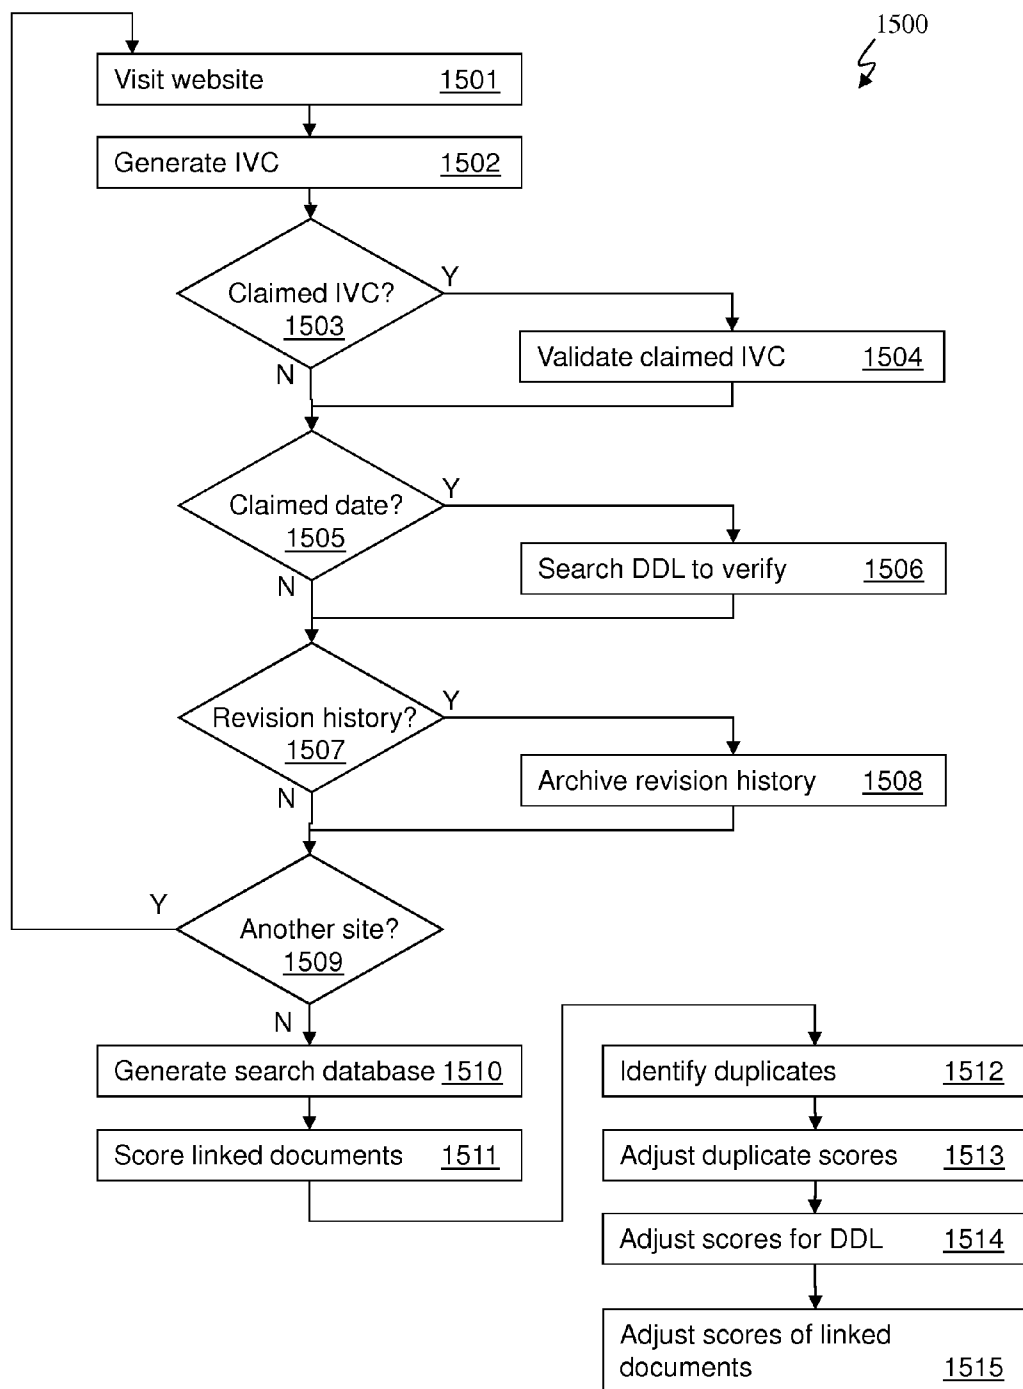 1500
Visit website 1501
Generate IVC 1502
Claimed IVC?
1503
Y
N
Validate claimed IVC 1504
Claimed date?
1505
Y
N
Search DDL to verify 1506
Revision history?
1507
Y
N
Archive revision history 1508
Another site?
1509
Y
N
Generate search database 1510
Score linked documents 1511
Identify duplicates 1512
Adjust duplicate scores 1513
Adjust scores for DDL 1514
Adjust scores of linked
documents 1515